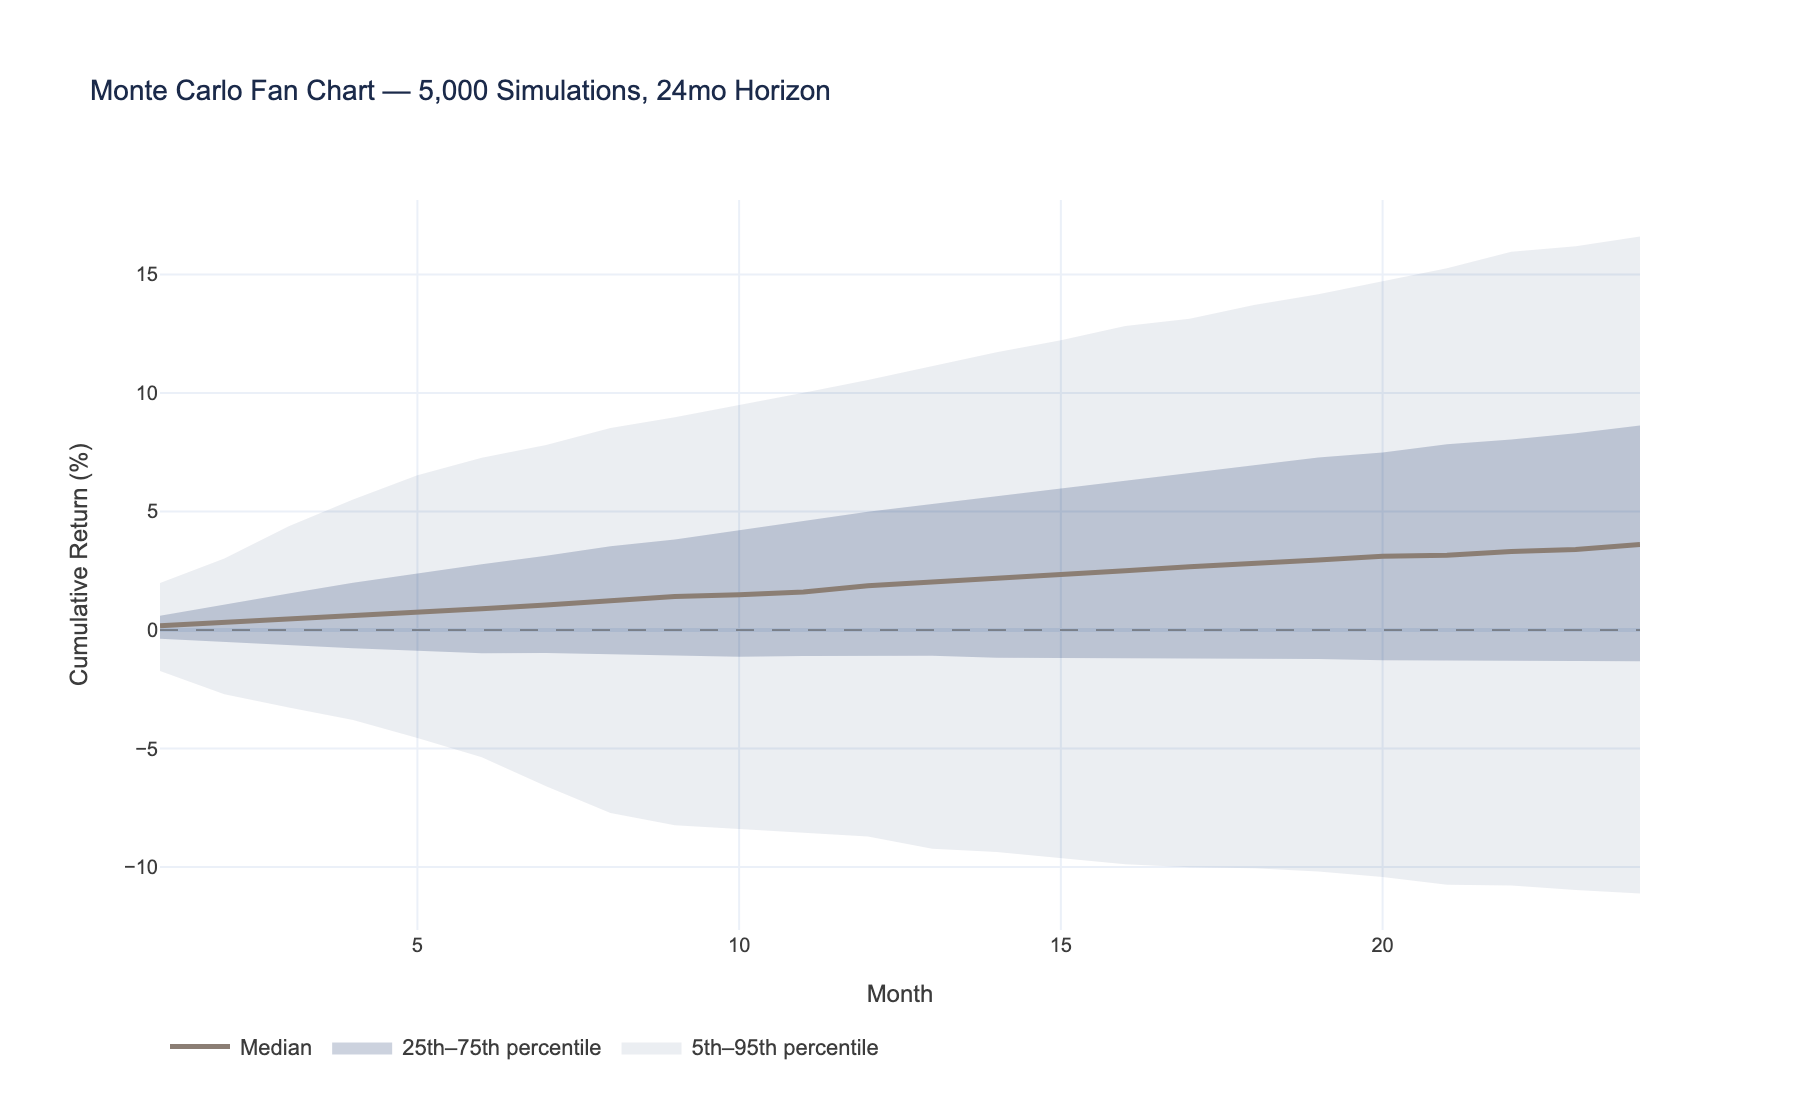 Monte Carlo Fan Chart — 5,000 Simulations, 24mo Horizon
Cumulative Return (%)
15
10
5
0
−5
−10
5 10 15 20
Month
Median 25th–75th percentile 5th–95th percentile